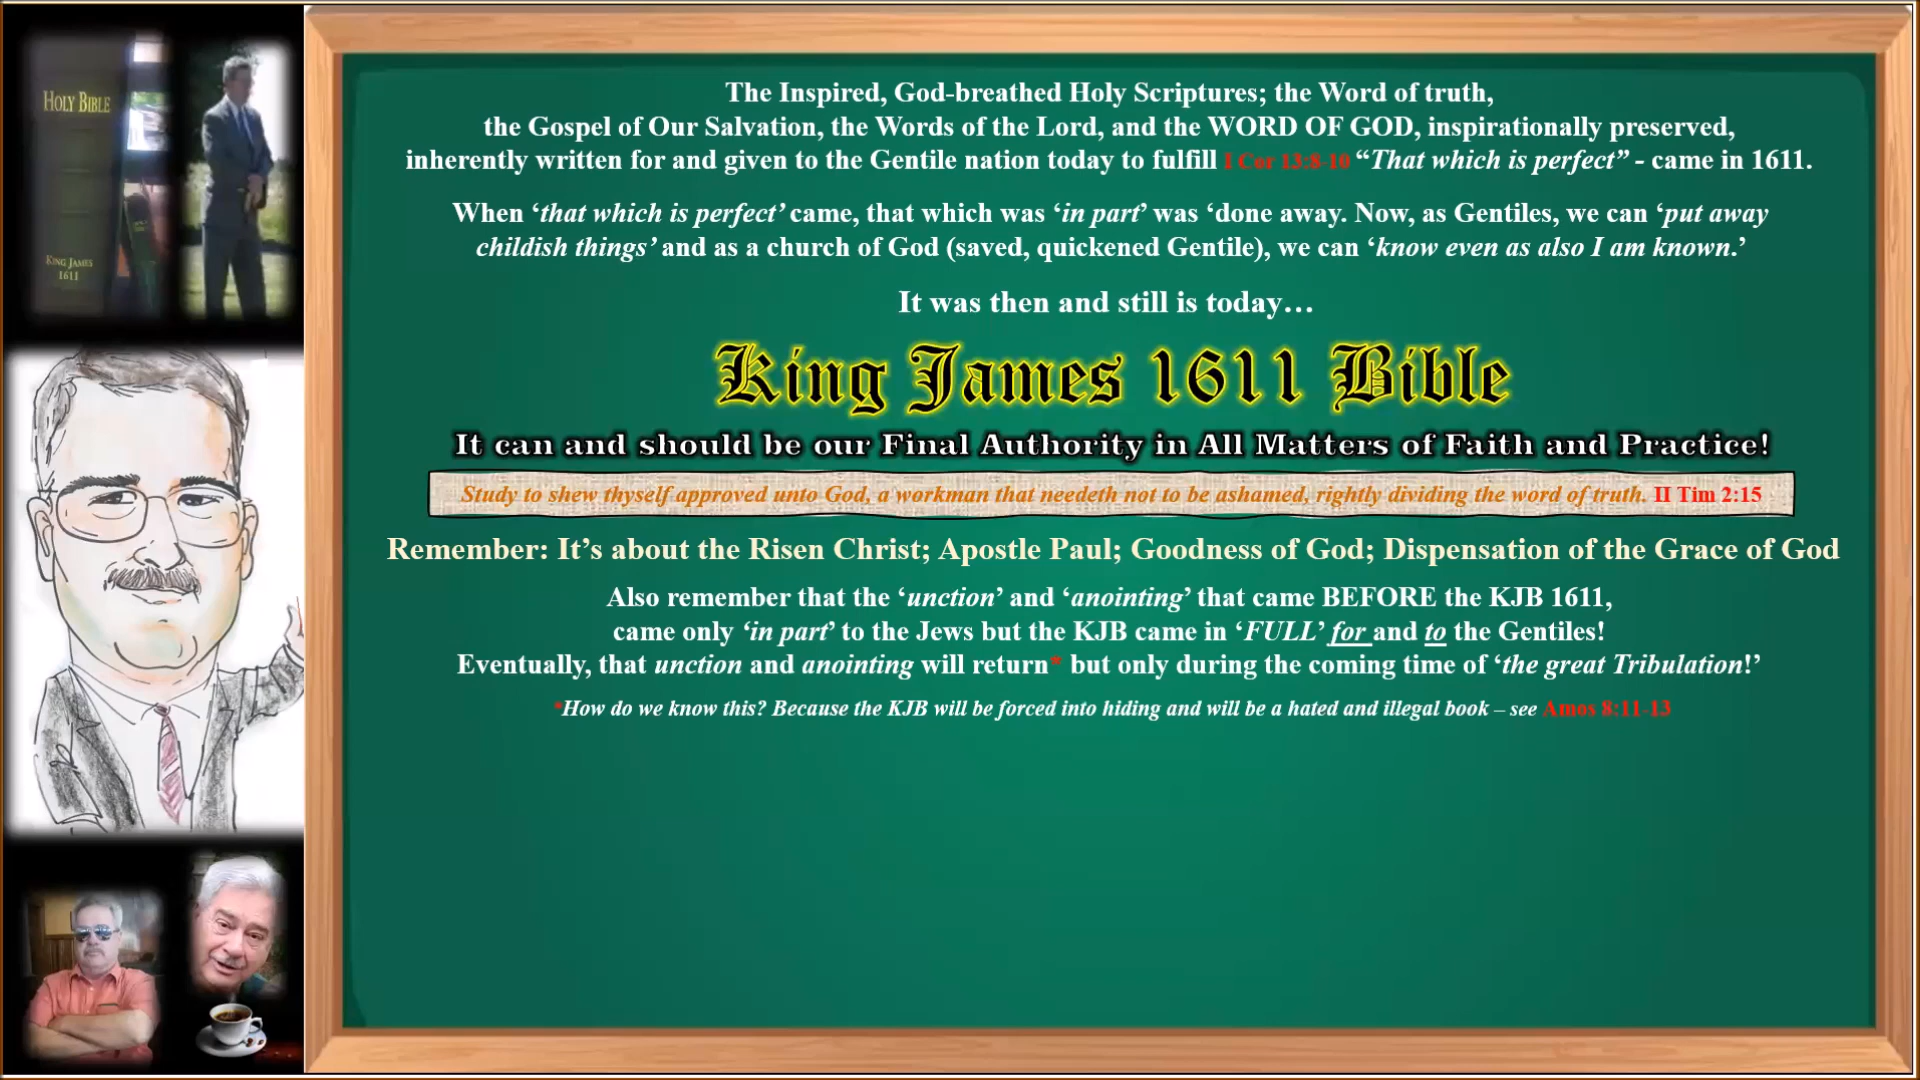 HOLY BIBLE
KING JAMES
1611
The Inspired, God-breathed Holy Scriptures; the Word of truth,
the Gospel of Our Salvation, the Words of the Lord, and the WORD OF GOD, inspirationally preserved,
inherently written for and given to the Gentile nation today to fulfill I Cor 13:8-10 “That which is perfect” - came in 1611.
When ‘that which is perfect’ came, that which was ‘in part’ was ‘done away. Now, as Gentiles, we can ‘put away
childish things’ and as a church of God (saved, quickened Gentile), we can ‘know even as also I am known.’
It was then and still is today…
King James 1611 Bible
It can and should be our Final Authority in All Matters of Faith and Practice!
Study to shew thyself approved unto God, a workman that needeth not to be ashamed, rightly dividing the word of truth. II Tim 2:15
Remember: It’s about the Risen Christ; Apostle Paul; Goodness of God; Dispensation of the Grace of God
Also remember that the ‘unction’ and ‘anointing’ that came BEFORE the KJB 1611,
came only ‘in part’ to the Jews but the KJB came in ‘FULL’ for and to the Gentiles!
Eventually, that unction and anointing will return* but only during the coming time of ‘the great Tribulation!’
*How do we know this? Because the KJB will be forced into hiding and will be a hated and illegal book – see Amos 8:11-13